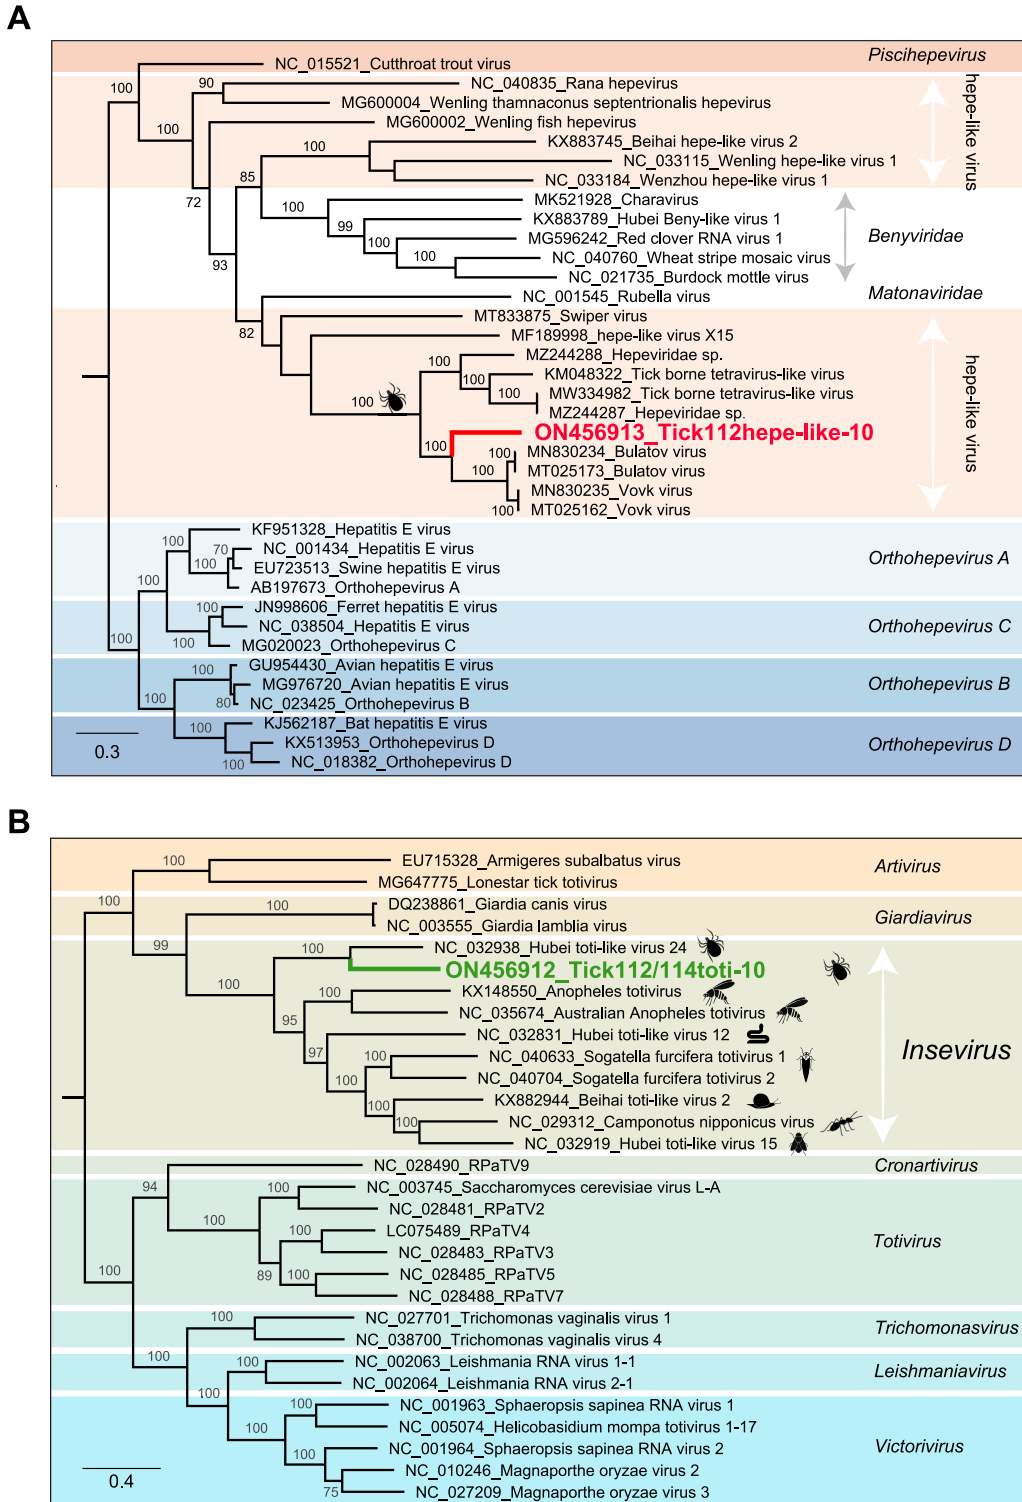 A
Piscihepevirus
NC_015521_Cutthroat trout virus
100
90
NC_040835_Rana hepevirus
MG600004_Wenling thamnaconus septentrionalis hepevirus
100
MG600002_Wenling fish hepevirus
KX883745_Beihai hepe-like virus 2
100
NC_033115_Wenling hepe-like virus 1
85
NC_033184_Wenzhou hepe-like virus 1
hepe-like virus
72
MK521928_Charavirus
100
KX883789_Hubei Beny-like virus 1
99
MG596242_Red clover RNA virus 1
100
Benyviridae
NC_040760_Wheat stripe mosaic virus
93
100
NC_021735_Burdock mottle virus
NC_001545_Rubella virus
Matonaviridae
82
MT833875_Swiper virus
MF189998_hepe-like virus X15
MZ244288_Hepeviridae sp.
100
KM048322_Tick borne tetravirus-like virus
100
MW334982_Tick borne tetravirus-like virus
100
MZ244287_Hepeviridae sp.
ON456913_Tick112hepe-like-10
hepe-like virus
100
100
MN830234_Bulatov virus
MT025173_Bulatov virus
100
MN830235_Vovk virus
100
MT025162_Vovk virus
KF951328_Hepatitis E virus
100
70
NC_001434_Hepatitis E virus
100
EU723513_Swine hepatitis E virus
AB197673_Orthohepevirus A
Orthohepevirus A
100
100
JN998606_Ferret hepatitis E virus
NC_038504_Hepatitis E virus
100
MG020023_Orthohepevirus C
Orthohepevirus C
100
GU954430_Avian hepatitis E virus
100
MG976720_Avian hepatitis E virus
80
NC_023425_Orthohepevirus B
Orthohepevirus B
100
KJ562187_Bat hepatitis E virus
100
KX513953_Orthohepevirus D
100
NC_018382_Orthohepevirus D
Orthohepevirus D
0.3
B
100
EU715328_Armigeres subalbatus virus
MG647775_Lonestar tick totivirus
Artivirus
100
100
DQ238861_Giardia canis virus
NC_003555_Giardia lamblia virus
Giardiavirus
99
100
NC_032938_Hubei toti-like virus 24
ON456912_Tick112/114toti-10
100
100
KX148550_Anopheles totivirus
NC_035674_Australian Anopheles totivirus
95
NC_032831_Hubei toti-like virus 12
97
100
NC_040633_Sogatella furcifera totivirus 1
NC_040704_Sogatella furcifera totivirus 2
100
KX882944_Beihai toti-like virus 2
100
NC_029312_Camponotus nipponicus virus
100
NC_032919_Hubei toti-like virus 15
Insevirus
NC_028490_RPaTV9
Cronartivirus
94
100
NC_003745_Saccharomyces cerevisiae virus L-A
NC_028481_RPaTV2
100
LC075489_RPaTV4
100
NC_028483_RPaTV3
89
100
NC_028485_RPaTV5
NC_028488_RPaTV7
Totivirus
100
100
NC_027701_Trichomonas vaginalis virus 1
NC_038700_Trichomonas vaginalis virus 4
Trichomonasvirus
100
100
NC_002063_Leishmania RNA virus 1-1
NC_002064_Leishmania RNA virus 2-1
Leishmaniavirus
100
100
NC_001963_Sphaeropsis sapinea RNA virus 1
NC_005074_Helicobasidium mompa totivirus 1-17
100
NC_001964_Sphaeropsis sapinea RNA virus 2
100
NC_010246_Magnaporthe oryzae virus 2
75
NC_027209_Magnaporthe oryzae virus 3
Victorivirus
0.4